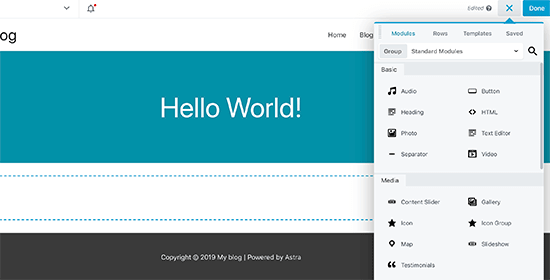 Edited
Done
og
Home Blog
Modules Rows Templates Saved
Group Standard Modules
Hello World!
Basic
Audio Button
Heading HTML
Photo Text Editor
Separator Video
Media
Content Slider Gallery
Icon Icon Group
Map Slideshow
Testimonials
Copyright © 2019 My blog | Powered by Astra